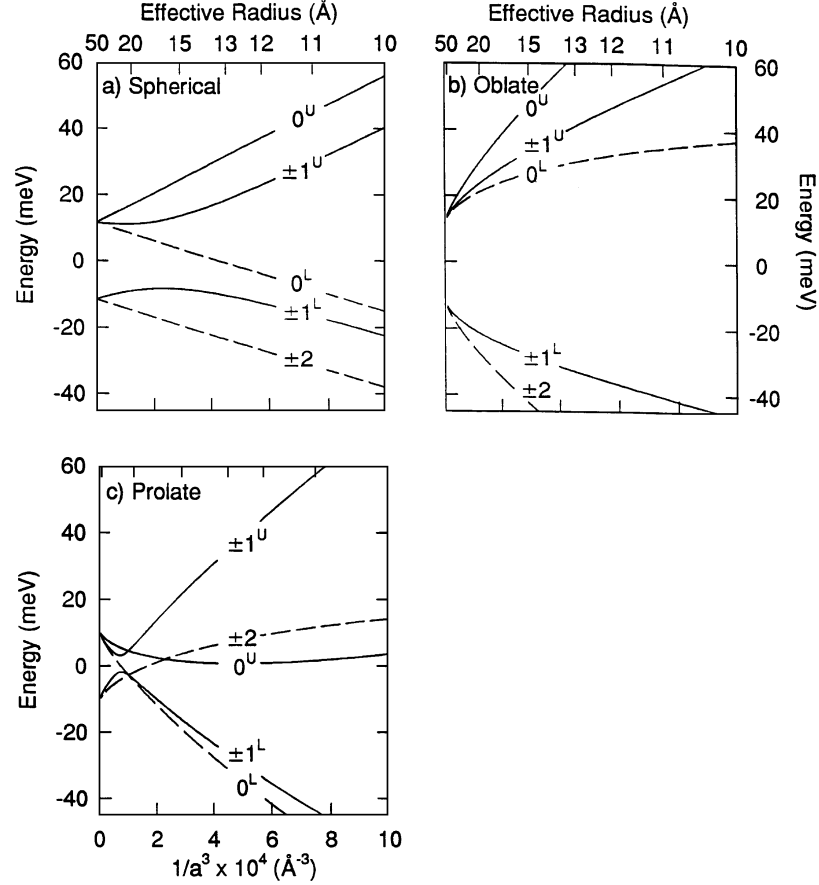 Effective Radius (Å)
50 20 15 13 12 11 10
a) Spherical
60
40
20
0
-20
-40
Energy (meV)
0ᵁ
±1ᵁ
0ᴸ
±1ᴸ
±2
Effective Radius (Å)
50 20 15 13 12 11 10
b) Oblate
0ᵁ
±1ᵁ
0ᴸ
±1ᴸ
±2
60
40
20
0
-20
-40
Energy (meV)
c) Prolate
60
40
20
0
-20
-40
Energy (meV)
±1ᵁ
±2
0ᵁ
±1ᴸ
0ᴸ
0 2 4 6 8 10
1/a³ x 10⁴ (Å⁻³)